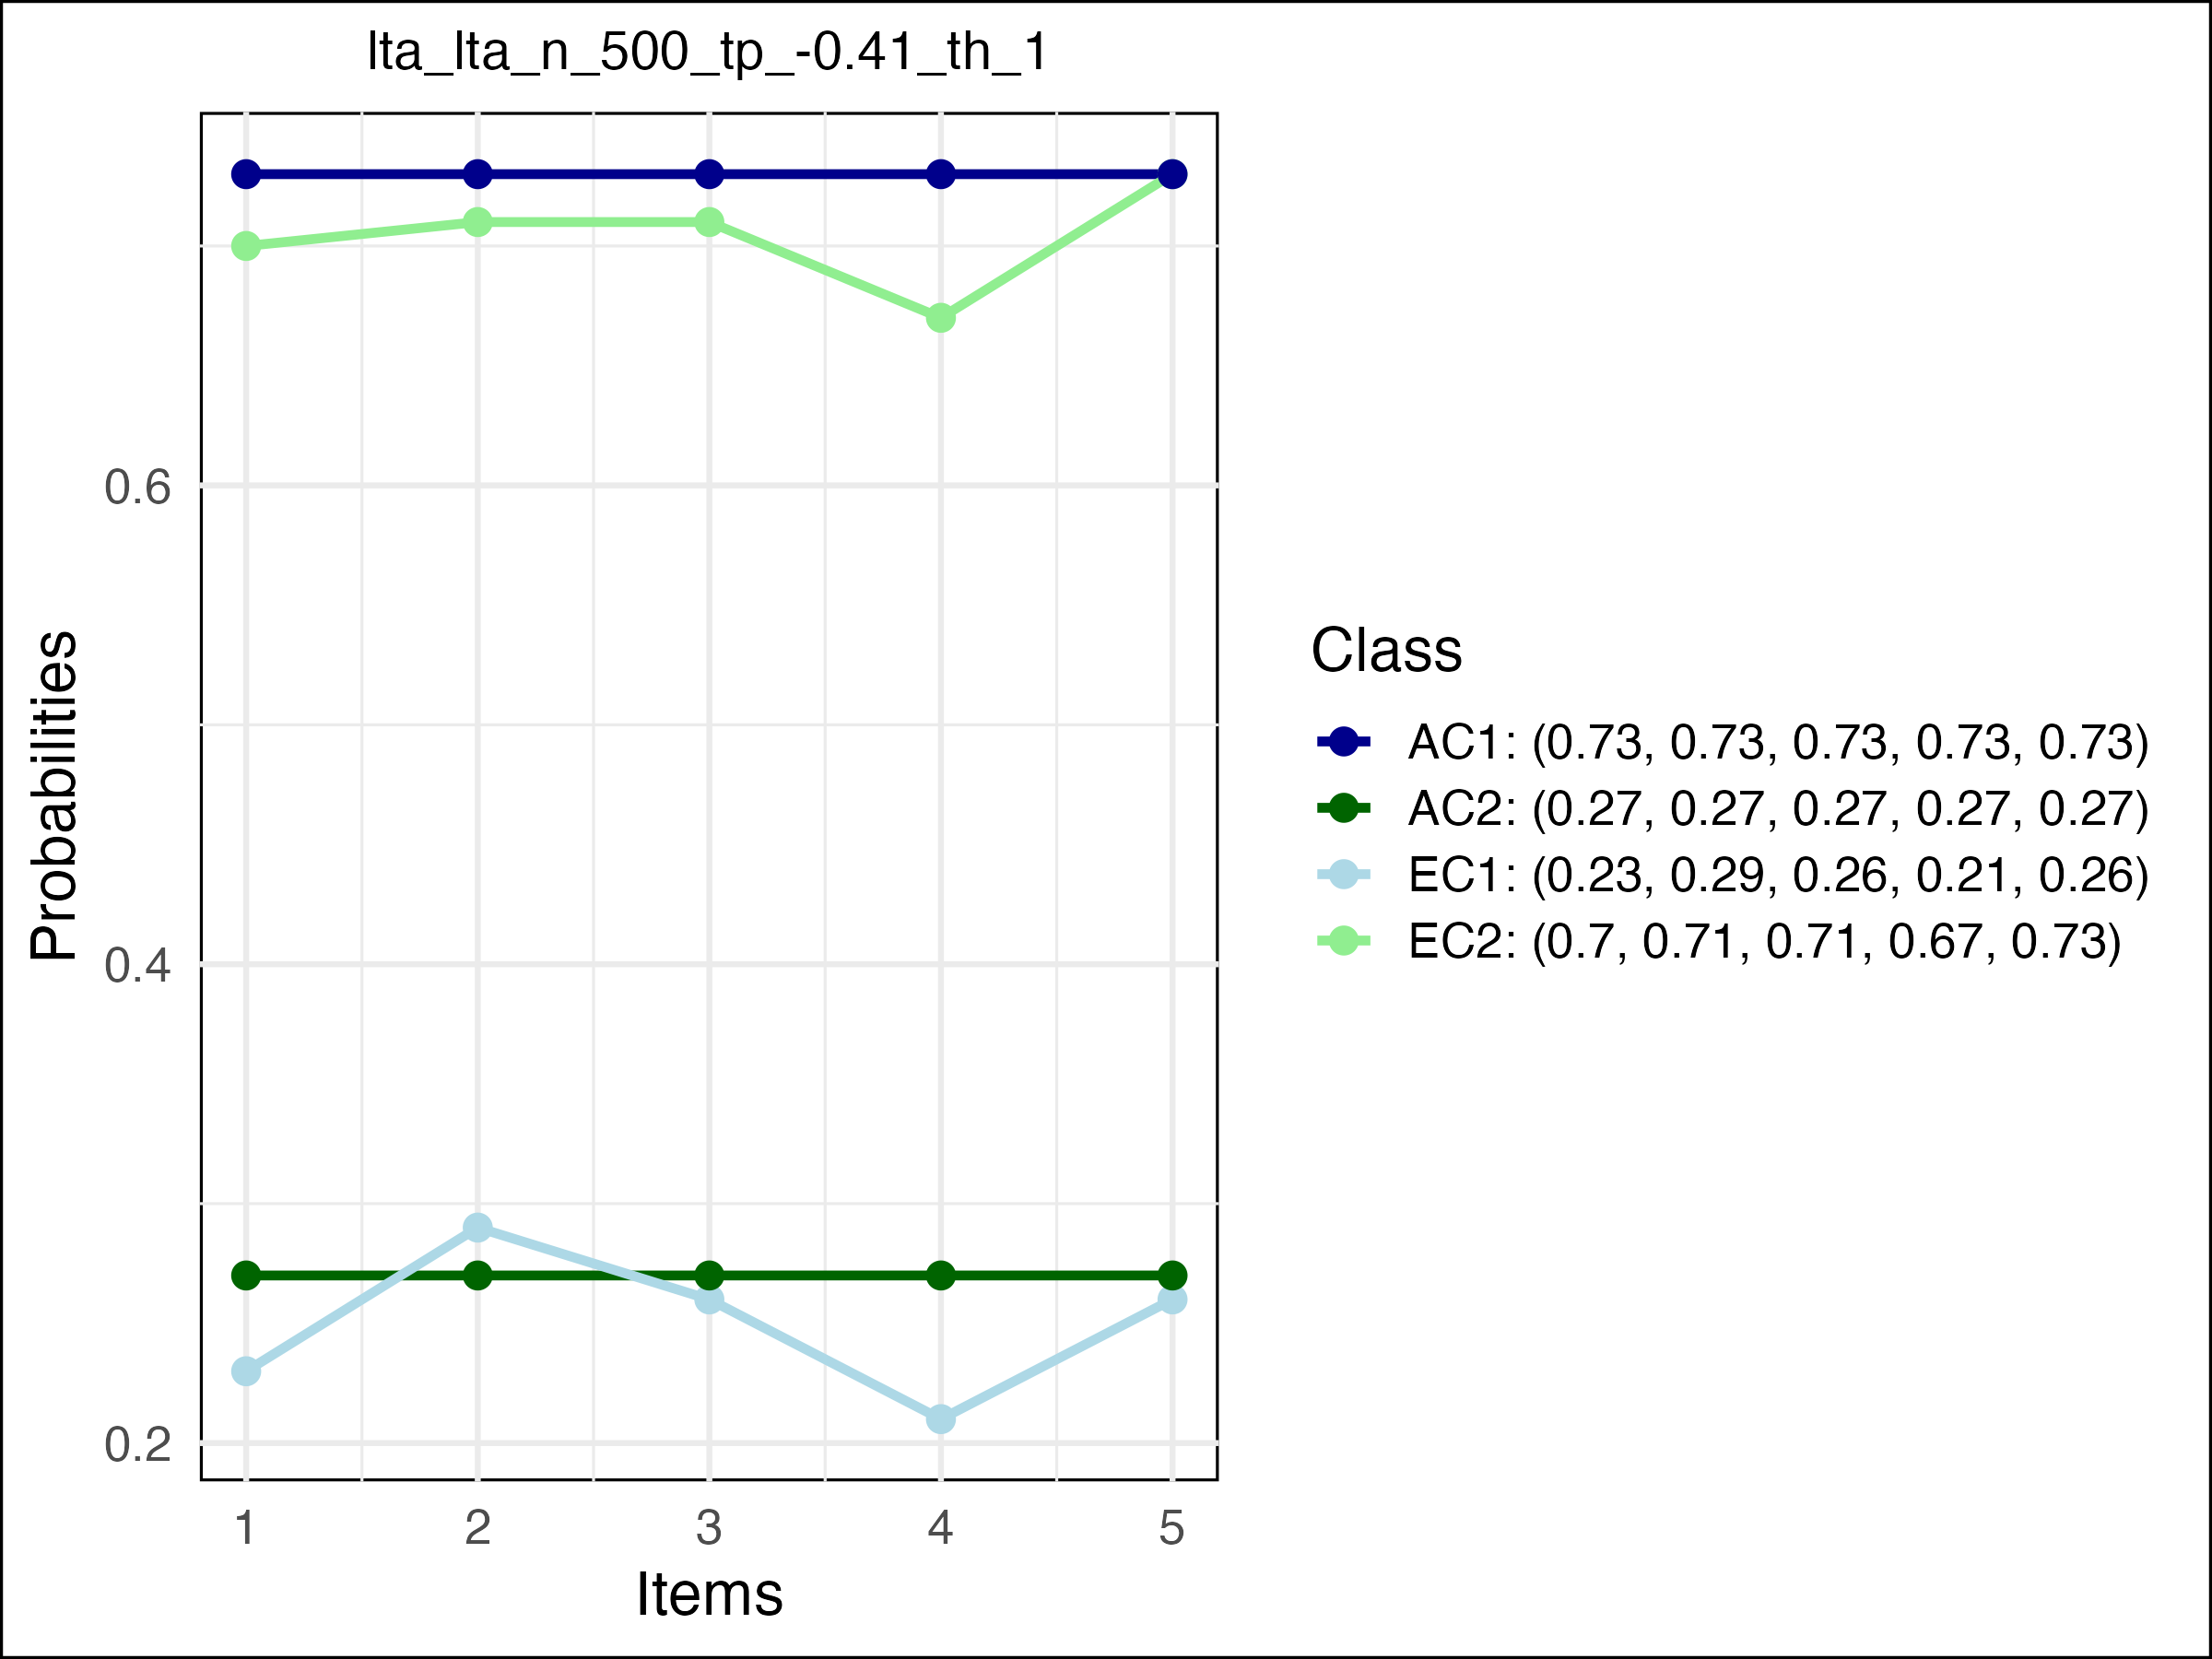 lta_lta_n_500_tp_-0.41_th_1
0.6
0.4
0.2
Probabilities
1 2 3 4 5
Items
Class
AC1: (0.73, 0.73, 0.73, 0.73, 0.73)
AC2: (0.27, 0.27, 0.27, 0.27, 0.27)
EC1: (0.23, 0.29, 0.26, 0.21, 0.26)
EC2: (0.7, 0.71, 0.71, 0.67, 0.73)